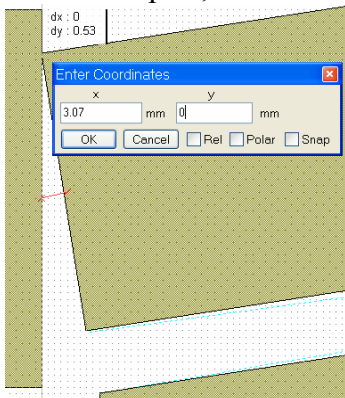 dx : 0
dy : 0.53
Enter Coordinates
x y
3.07 mm 0 mm
OK Cancel Rel Polar Snap